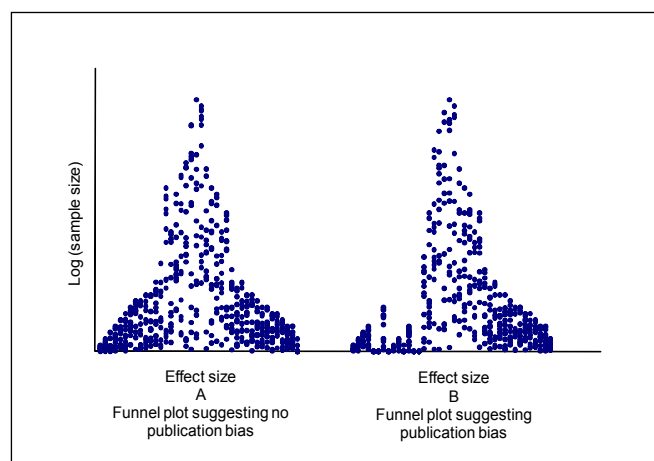 Log (sample size)
Effect size
A
Funnel plot suggesting no
publication bias
Effect size
B
Funnel plot suggesting
publication bias